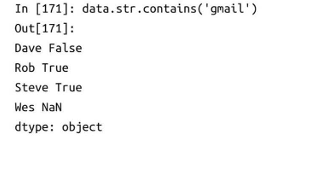 In [171]: data.str.contains('gmail')
Out[171]:
Dave False
Rob True
Steve True
Wes NaN
dtype: object